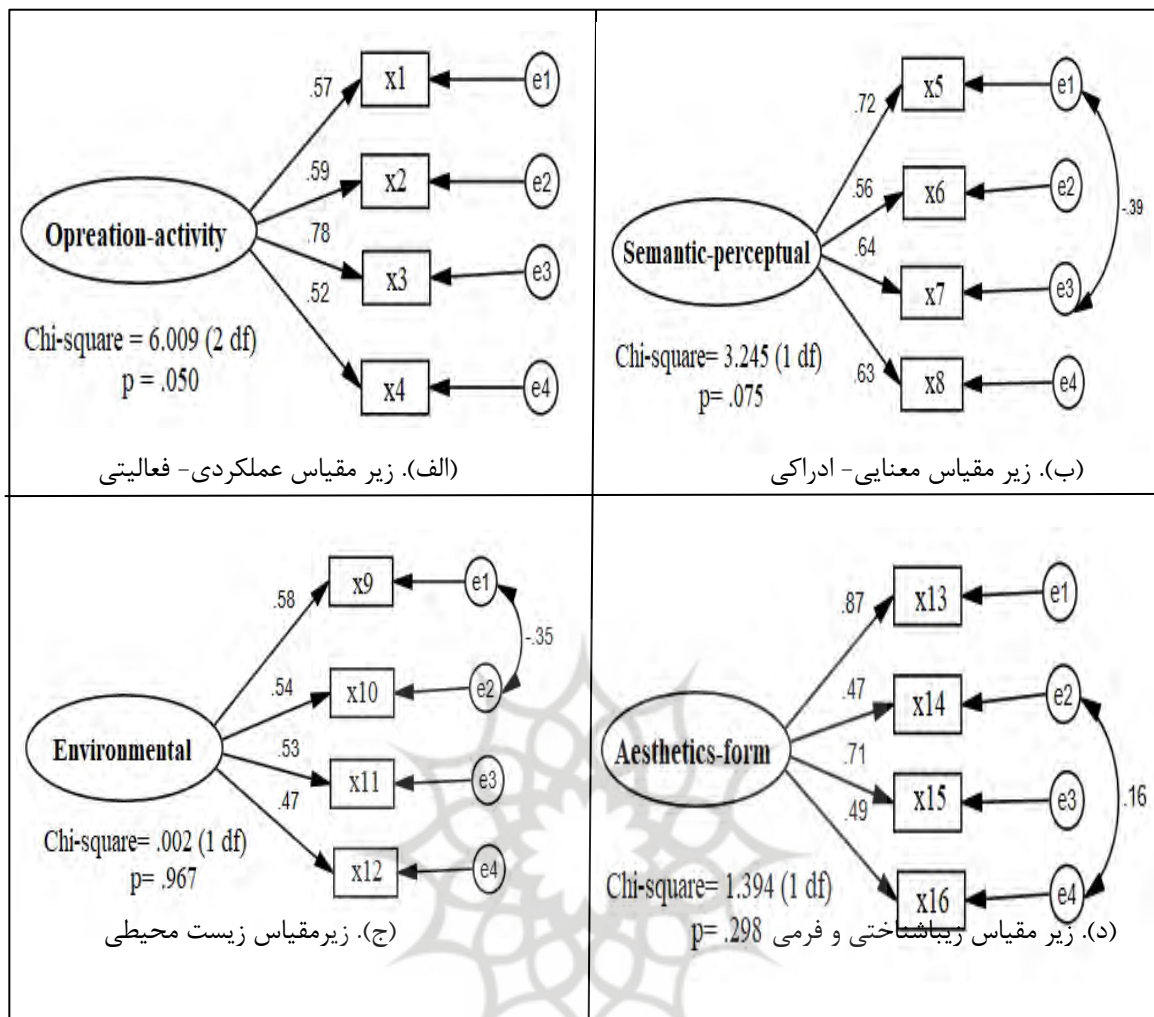 .57
x1
e1
.59
x2
e2
Opreation-activity
.78
x3
e3
.52
x4
e4
Chi-square = 6.009 (2 df)
p = .050
(الف). زیر مقیاس عملکردی- فعالیتی
.72
x5
e1
.56
x6
e2
-.39
Semantic-perceptual
.64
x7
e3
.63
x8
e4
Chi-square= 3.245 (1 df)
p= .075
(ب). زیر مقیاس معنایی- ادراکی
.58
x9
e1
-.35
.54
x10
e2
Environmental
.53
x11
e3
.47
x12
e4
Chi-square= .002 (1 df)
p= .967
(ج). زیرمقیاس زیست محیطی
.87
x13
e1
.47
x14
e2
Aesthetics-form
.71
x15
e3
.16
.49
x16
e4
Chi-square= 1.394 (1 df)
p= .298
(د). زیر مقیاس زیباشناختی و فرمی